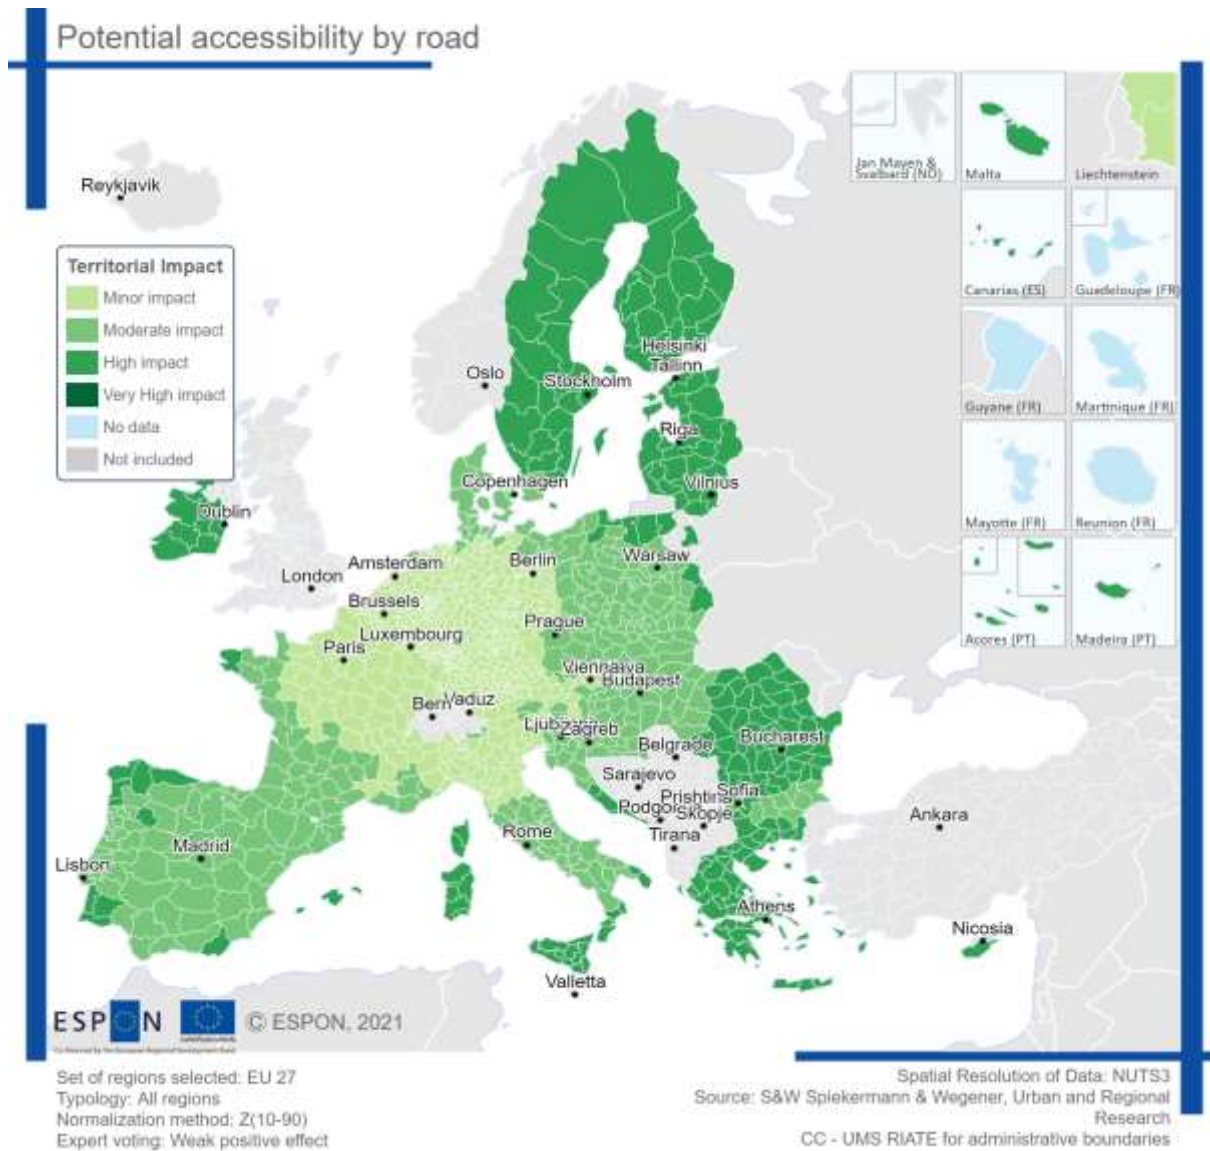 Potential accessibility by road
Reykjavik
Territorial Impact
Minor impact
Moderate impact
High impact
Very High impact
No data
Not included
Jan Mayen &
Svalbard (NO)
Malta
Liechtenstein
Canarias (ES)
Guadeloupe (FR)
Guyane (FR)
Martinique (FR)
Mayotte (FR)
Reunion (FR)
Acores (PT)
Madeira (PT)
Oslo
Stockholm
Helsinki
Tallinn
Riga
Vilnius
Copenhagen
Dublin
London
Amsterdam
Berlin
Warsaw
Brussels
Luxembourg
Paris
Prague
Vienna
Budapest
Bern
Vaduz
Zagreb
Belgrade
Bucharest
Sarajevo
Sofia
Prishtina
Skopje
Tirana
Rome
Madrid
Lisbon
Athens
Ankara
Nicosia
Valletta
ESPON
© ESPON, 2021
Set of regions selected: EU 27
Typology: All regions
Normalization method: Z(10-90)
Expert voting: Weak positive effect
Spatial Resolution of Data: NUTS3
Source: S&W Spiekermann & Wegener, Urban and Regional
Research
CC - UMS RIATE for administrative boundaries